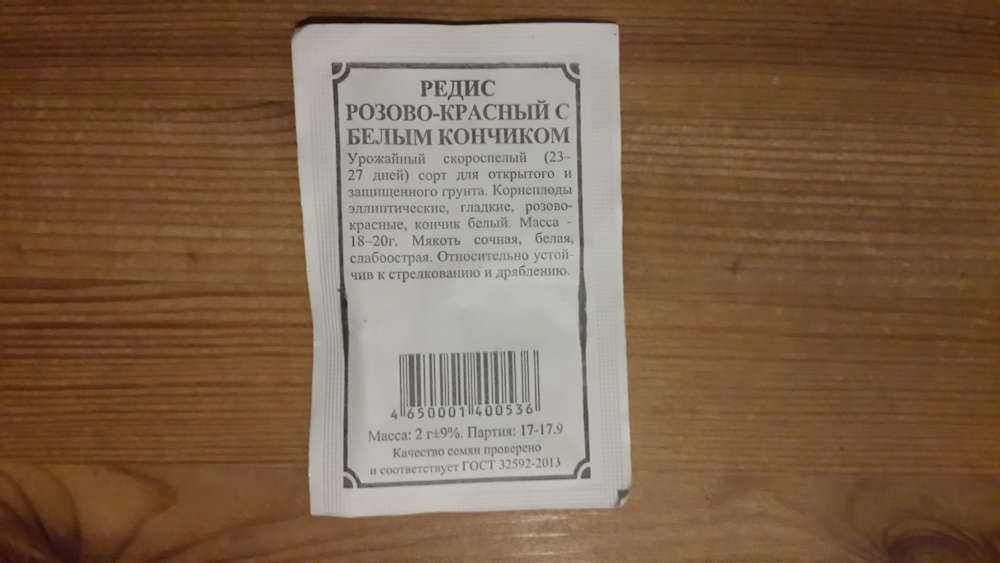 РЕДИС
РОЗОВО-КРАСНЫЙ С
БЕЛЫМ КОНЧИКОМ
Урожайный скороспелый (23–
27 дней) сорт для открытого и
защищенного грунта. Корнеплоды
эллиптические, гладкие, розово-
красные, кончик белый. Масса -
18–20г. Мякоть сочная, белая,
слабоострая. Относительно устой-
чив к стрелкованию и дряблению.
4 650001 400536
Масса: 2 г±9%. Партия: 17-17.9
Качество семян проверено
и соответствует ГОСТ 32592-2013